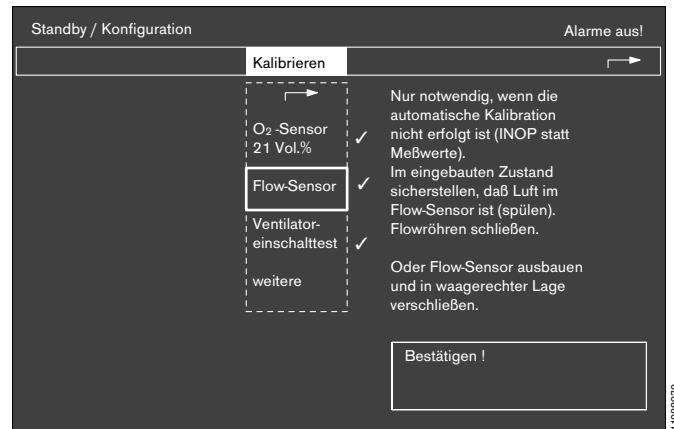 Standby / Konfiguration
Alarme aus!
Kalibrieren
O2 -Sensor
21 Vol.% ✓
Flow-Sensor ✓
Ventilator-
einschalttest ✓
weitere
Nur notwendig, wenn die
automatische Kalibration
nicht erfolgt ist (INOP statt
Meßwerte).
Im eingebauten Zustand
sicherstellen, daß Luft im
Flow-Sensor ist (spülen).
Flowröhren schließen.
Oder Flow-Sensor ausbauen
und in waagerechter Lage
verschließen.
Bestätigen !